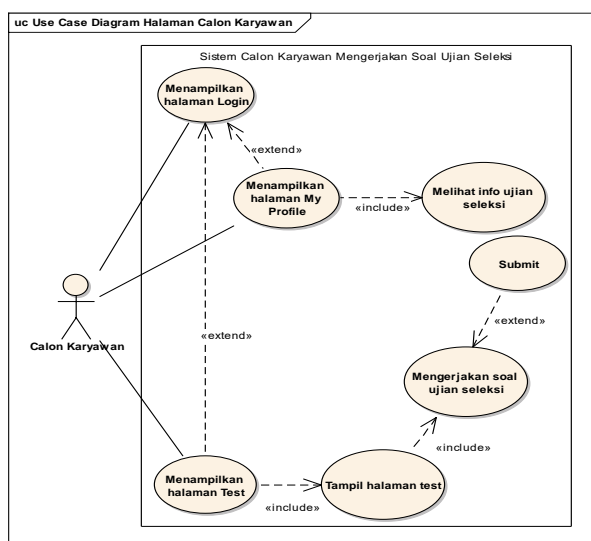 uc Use Case Diagram Halaman Calon Karyawan
Sistem Calon Karyawan Mengerjakan Soal Ujian Seleksi
Menampilkan
halaman Login
«extend»
Menampilkan
halaman My
Profile
«include»
Melihat info ujian
seleksi
Submit
«extend»
Calon Karyawan
«extend»
Mengerjakan soal
ujian seleksi
«include»
Menampilkan
halaman Test
«include»
Tampil halaman test